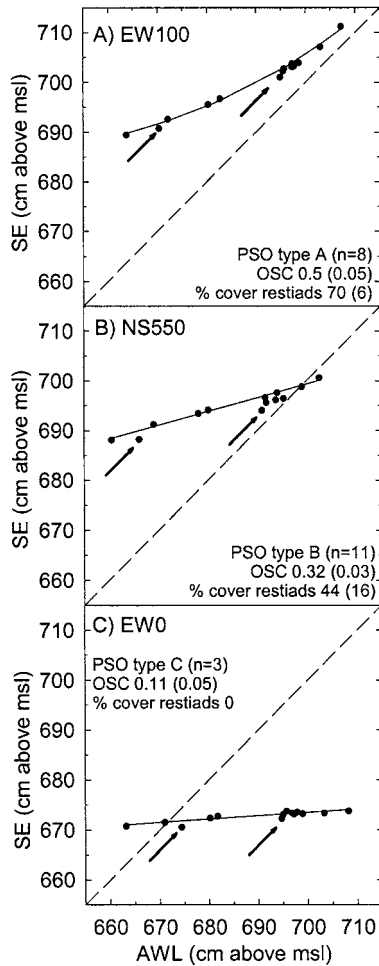 A) EW100
SE (cm above msl)
710
700
690
680
670
660
PSO type A (n=8)
OSC 0.5 (0.05)
% cover restiads 70 (6)
B) NS550
SE (cm above msl)
710
700
690
680
670
660
PSO type B (n=11)
OSC 0.32 (0.03)
% cover restiads 44 (16)
C) EW0
SE (cm above msl)
710
700
690
680
670
660
PSO type C (n=3)
OSC 0.11 (0.05)
% cover restiads 0
660 670 680 690 700 710
AWL (cm above msl)